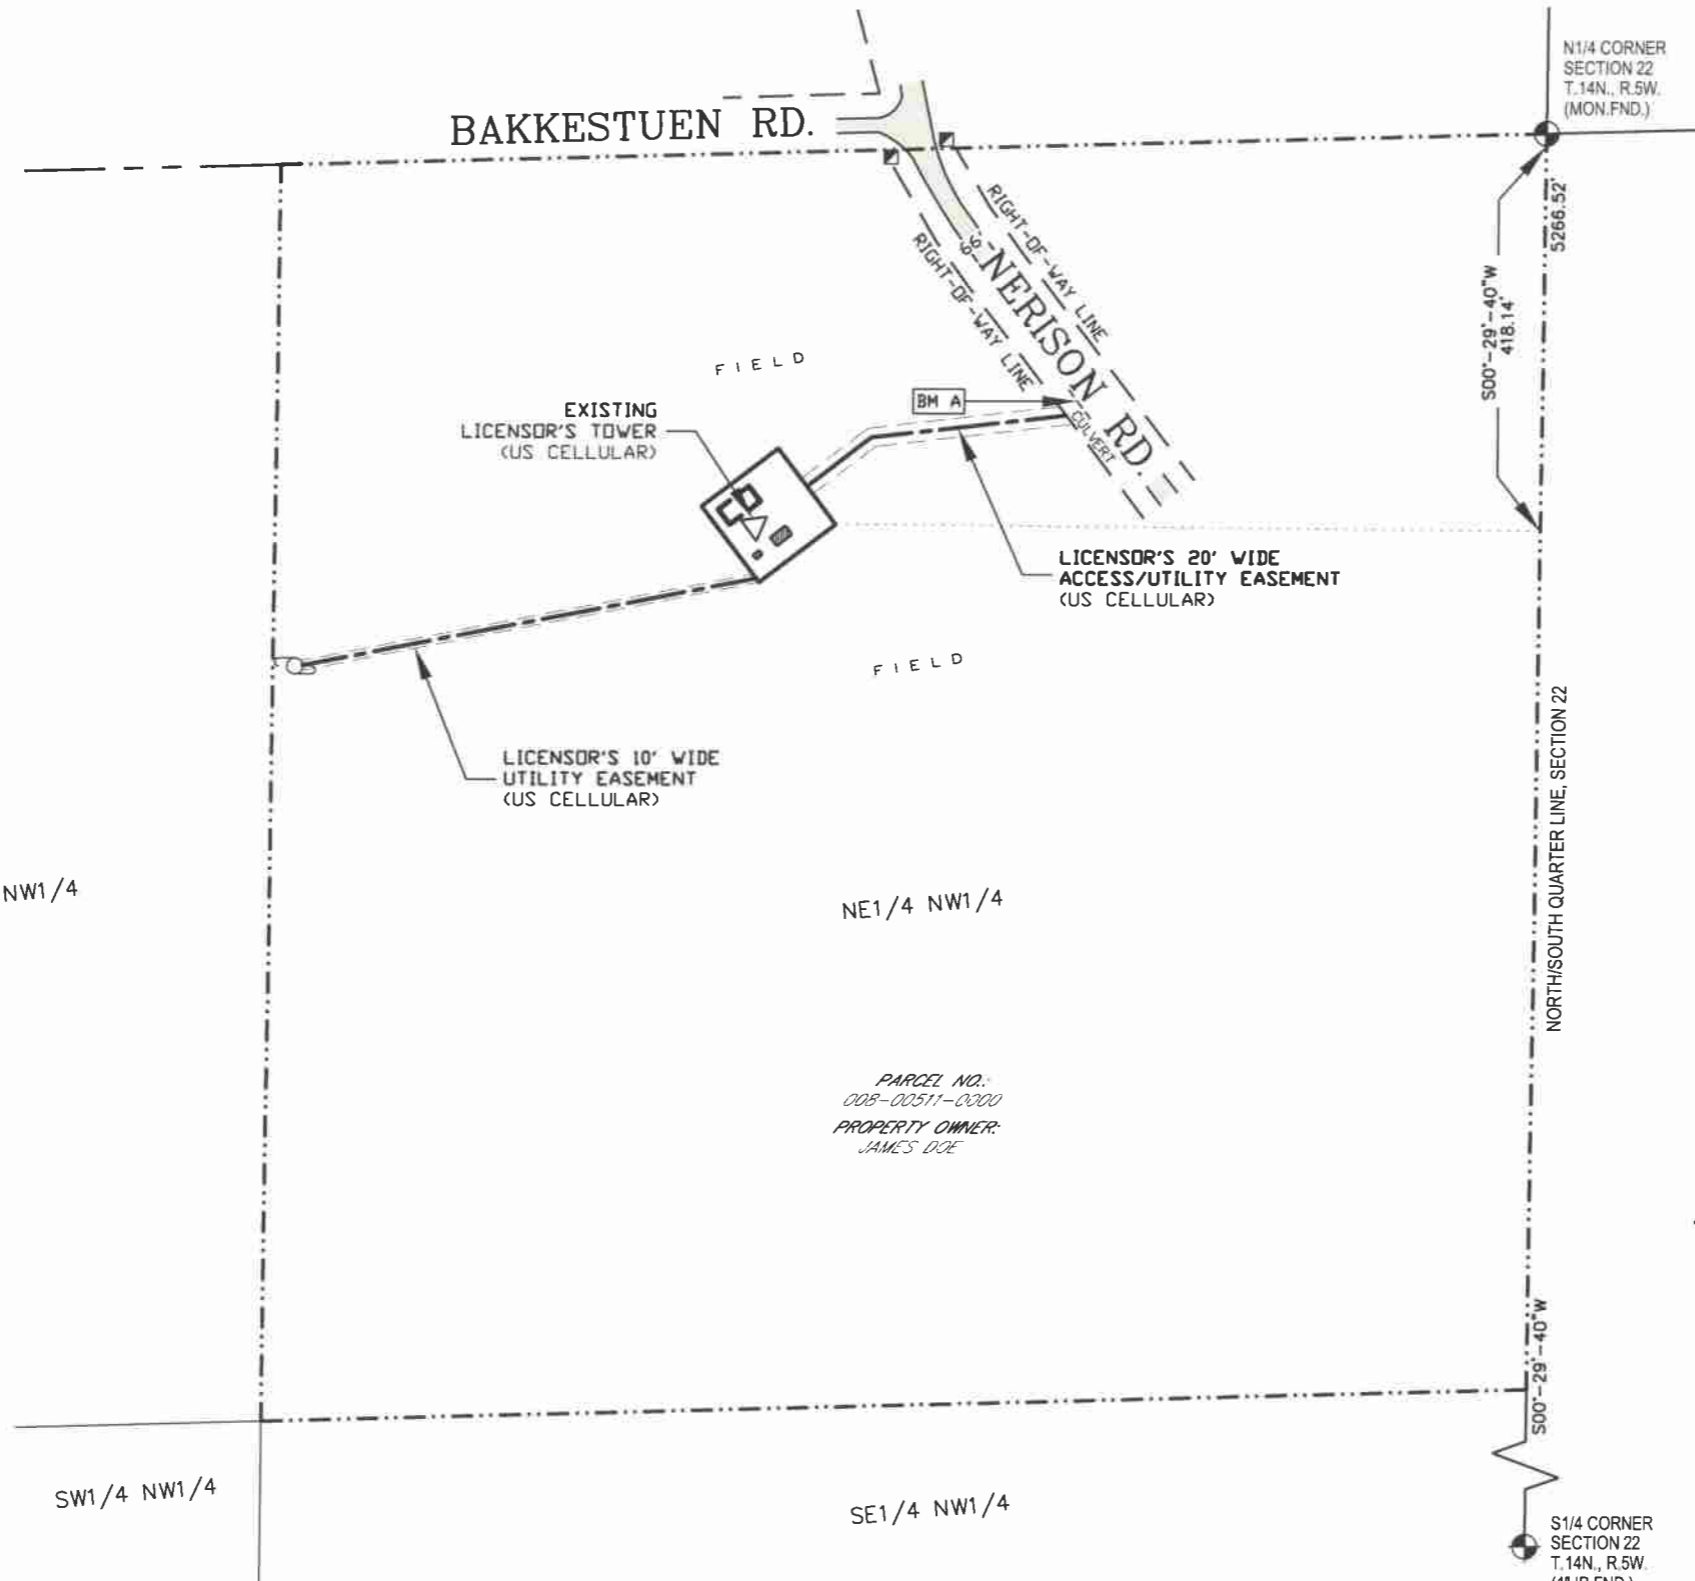 N1/4 CORNER
SECTION 22
T.14N., R.5W.
(MON.FND.)
BAKKESTUEN RD.
5266.52'
S00°-29'-40"W
418.14'
RIGHT-OF-WAY LINE
RIGHT-OF-WAY LINE
NERISON RD.
FIELD
BM A
CULVERT
EXISTING
LICENSOR'S TOWER
(US CELLULAR)
LICENSOR'S 20' WIDE
ACCESS/UTILITY EASEMENT
(US CELLULAR)
FIELD
LICENSOR'S 10' WIDE
UTILITY EASEMENT
(US CELLULAR)
NORTH/SOUTH QUARTER LINE, SECTION 22
NW1/4
NE1/4 NW1/4
PARCEL NO.:
008-00511-0000
PROPERTY OWNER:
JAMES DOE
S00°-29'-40"W
SW1/4 NW1/4
SE1/4 NW1/4
S1/4 CORNER
SECTION 22
T.14N., R.5W.